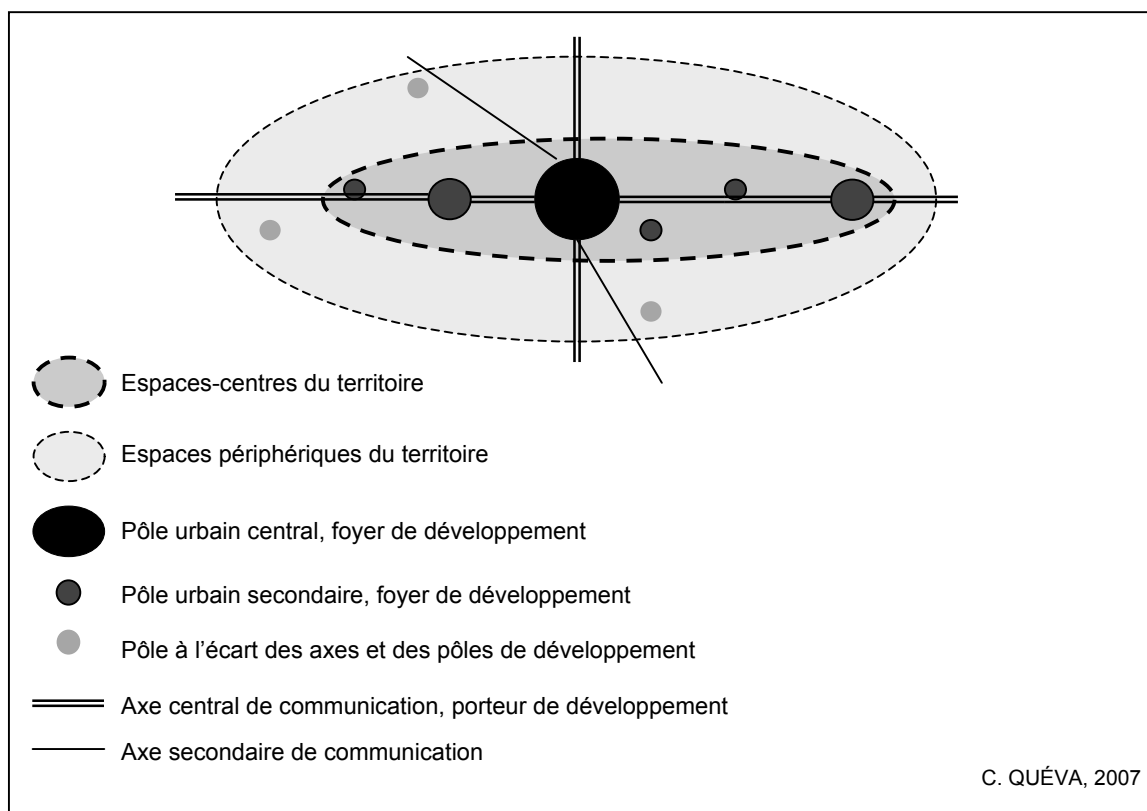 Espaces-centres du territoire
Espaces périphériques du territoire
Pôle urbain central, foyer de développement
Pôle urbain secondaire, foyer de développement
Pôle à l’écart des axes et des pôles de développement
Axe central de communication, porteur de développement
Axe secondaire de communication
C. QUÉVA, 2007